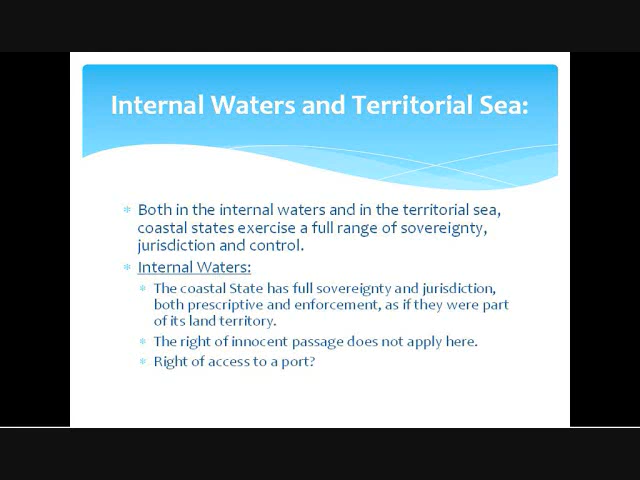 Internal Waters and Territorial Sea:
Both in the internal waters and in the territorial sea,
coastal states exercise a full range of sovereignty,
jurisdiction and control.
Internal Waters:
The coastal State has full sovereignty and jurisdiction,
both prescriptive and enforcement, as if they were part
of its land territory.
The right of innocent passage does not apply here.
Right of access to a port?